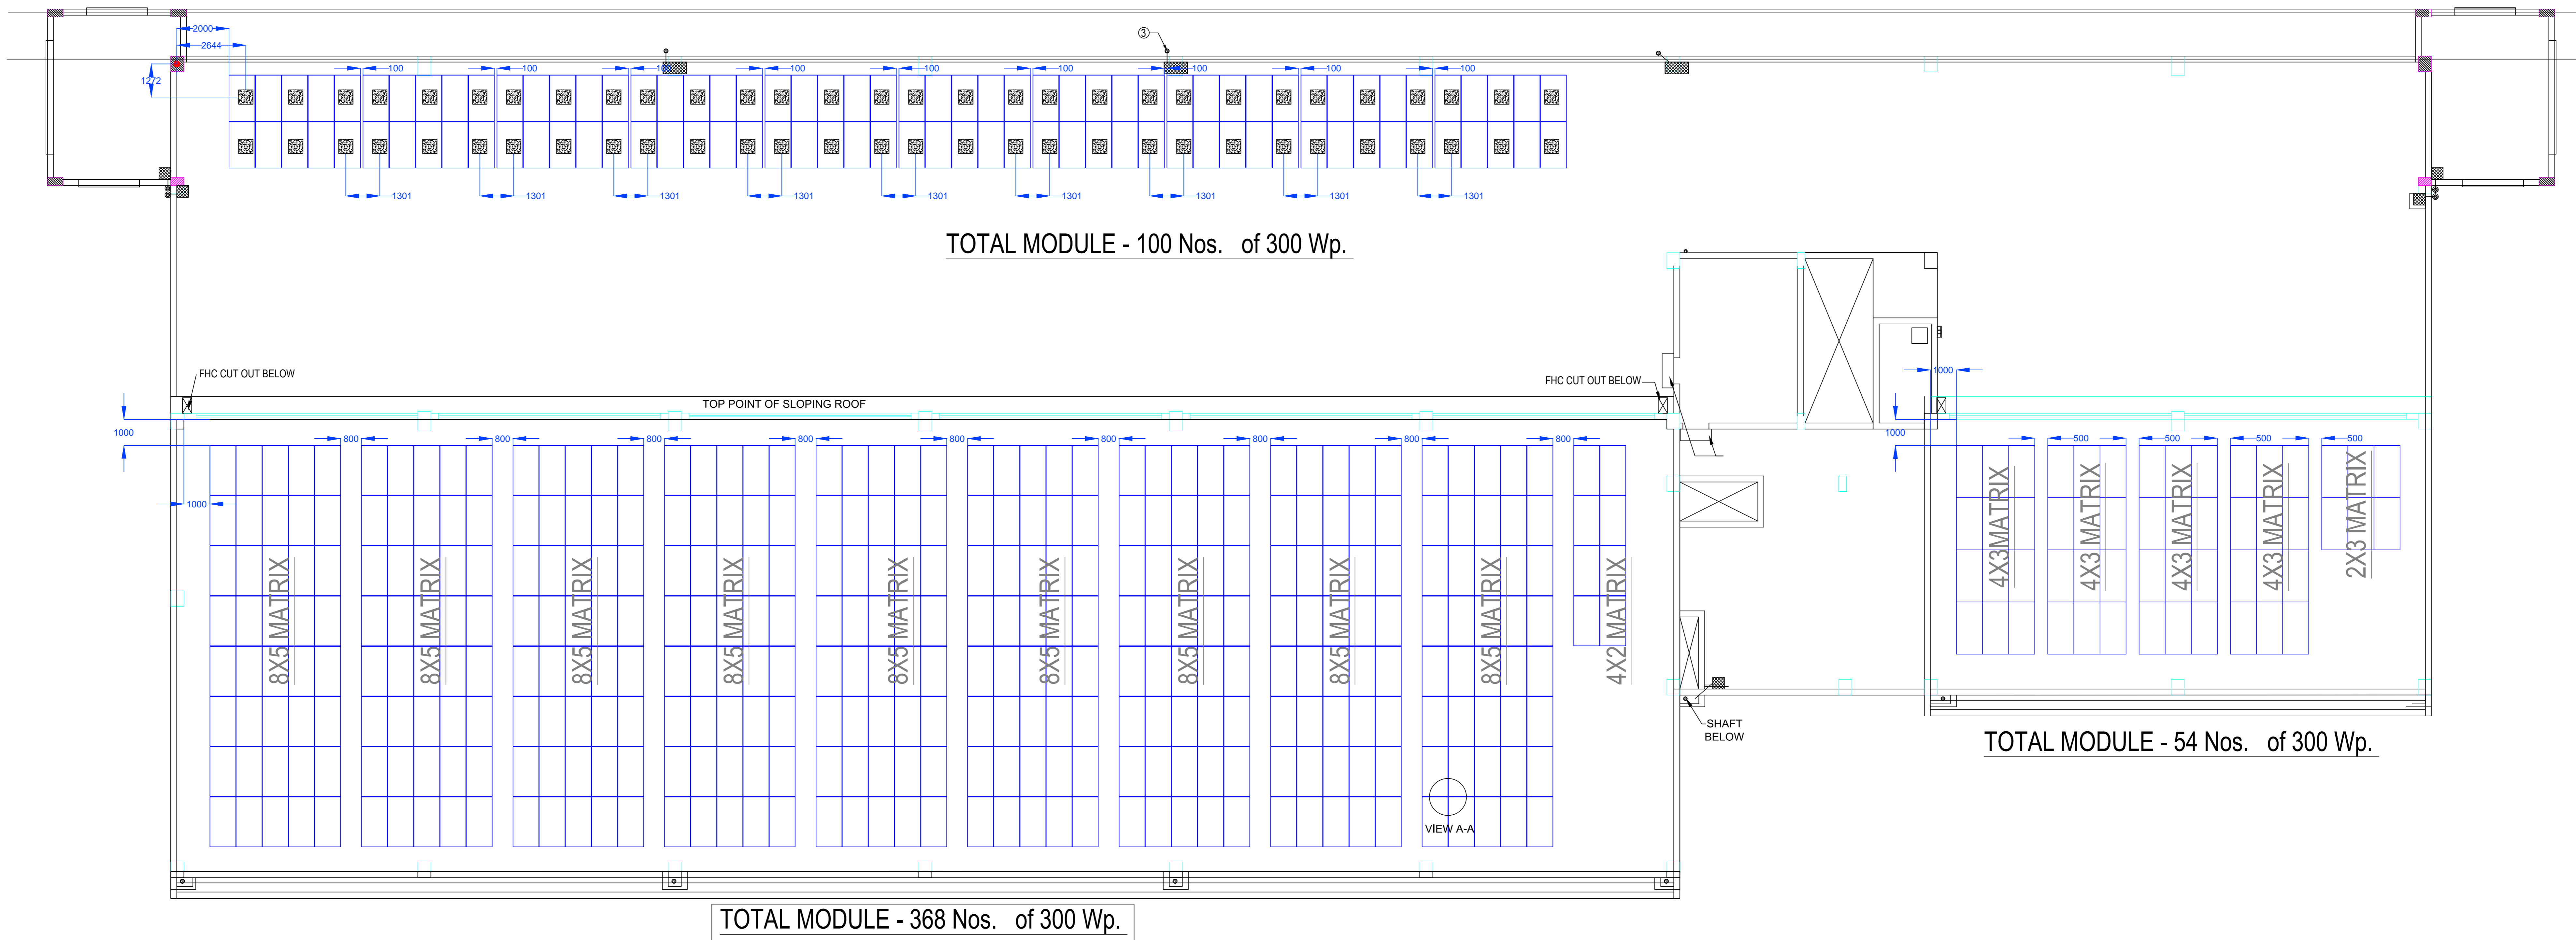 2000
2644
3
1272
100 100 100 100 100 100 100 100 100
1301 1301 1301 1301 1301 1301 1301 1301 1301
TOTAL MODULE - 100 Nos. of 300 Wp.
FHC CUT OUT BELOW
FHC CUT OUT BELOW
1000
TOP POINT OF SLOPING ROOF
1000
1000
800 800 800 800 800 800 800 800 800
500 500 500 500
1000
8X5 MATRIX
8X5 MATRIX
8X5 MATRIX
8X5 MATRIX
8X5 MATRIX
8X5 MATRIX
8X5 MATRIX
8X5 MATRIX
8X5 MATRIX
4X2 MATRIX
4X3MATRIX
4X3 MATRIX
4X3 MATRIX
4X3 MATRIX
2X3 MATRIX
SHAFT
BELOW
TOTAL MODULE - 54 Nos. of 300 Wp.
VIEW A-A
TOTAL MODULE - 368 Nos. of 300 Wp.